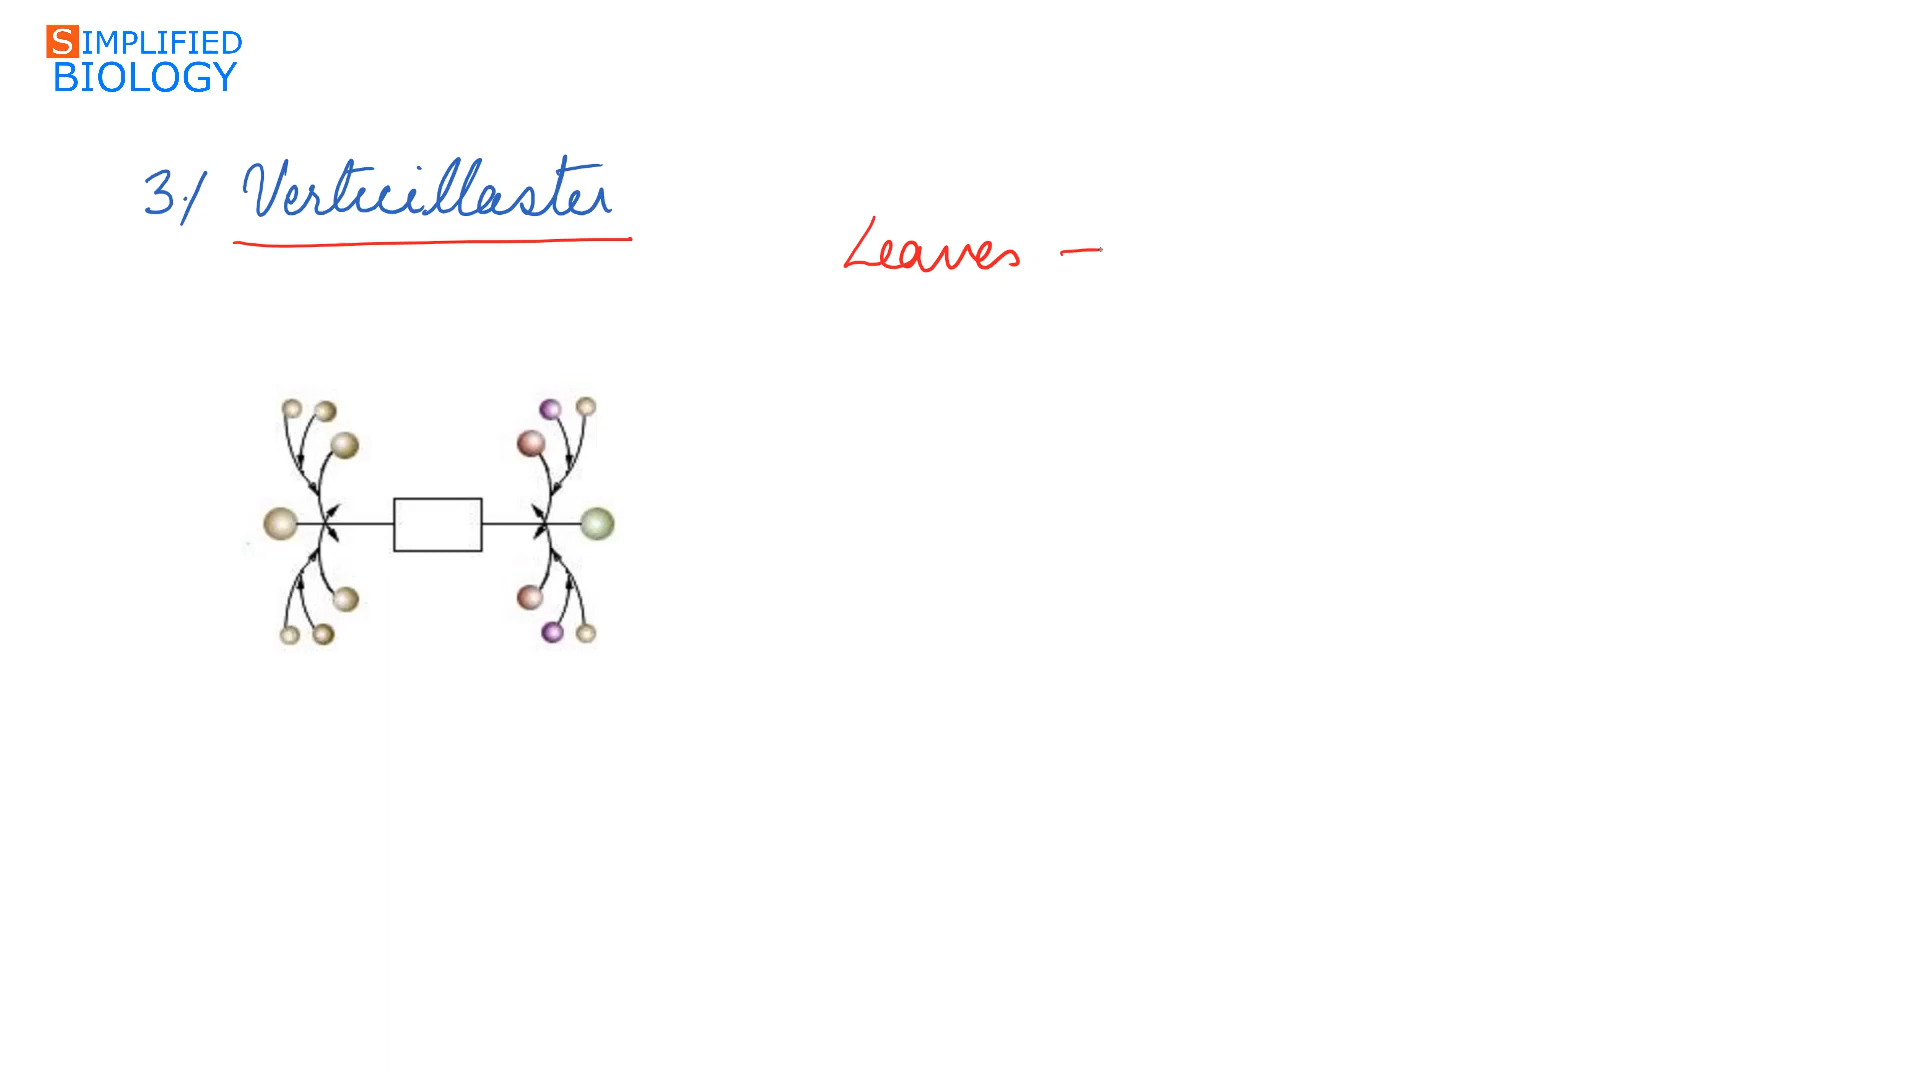 SIMPLIFIED
BIOLOGY
3./ Verticillaster
Leaves —